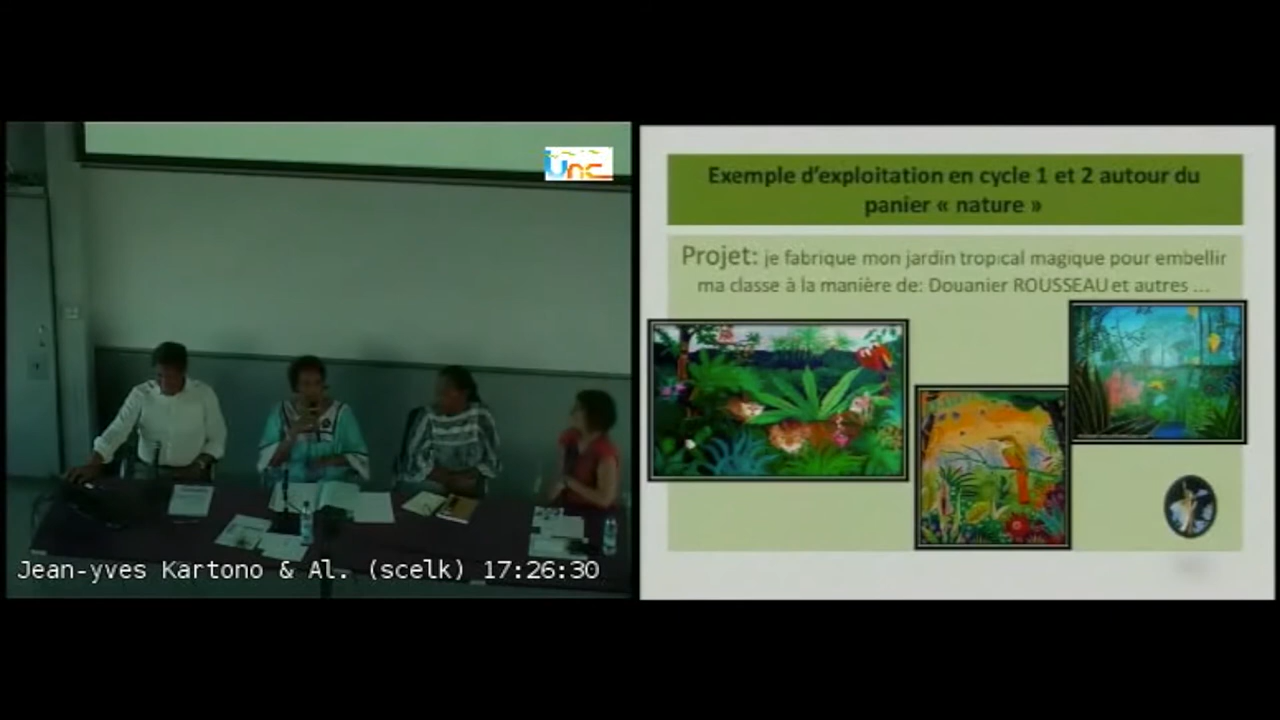 Unc
Jean-yves Kartono & Al. (scelk) 17:26:30
Exemple d'exploitation en cycle 1 et 2 autour du
panier « nature »
Projet: je fabrique mon jardin tropical magique pour embellir
ma classe à la manière de: Douanier ROUSSEAU et autres ...